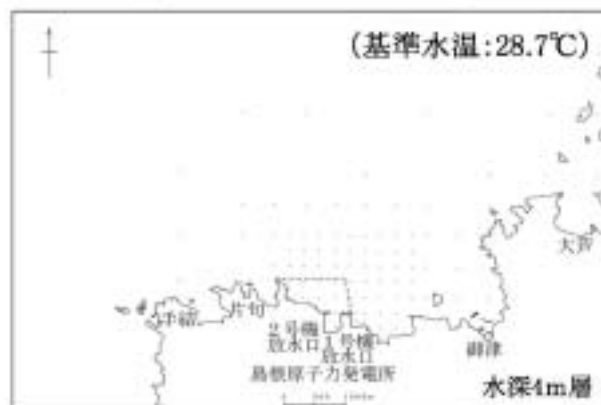 (基準水温:28.7℃)
大芦
手結
片句
2号機
放水口
1号機
放水口
御津
島根原子力発電所
水深4m層